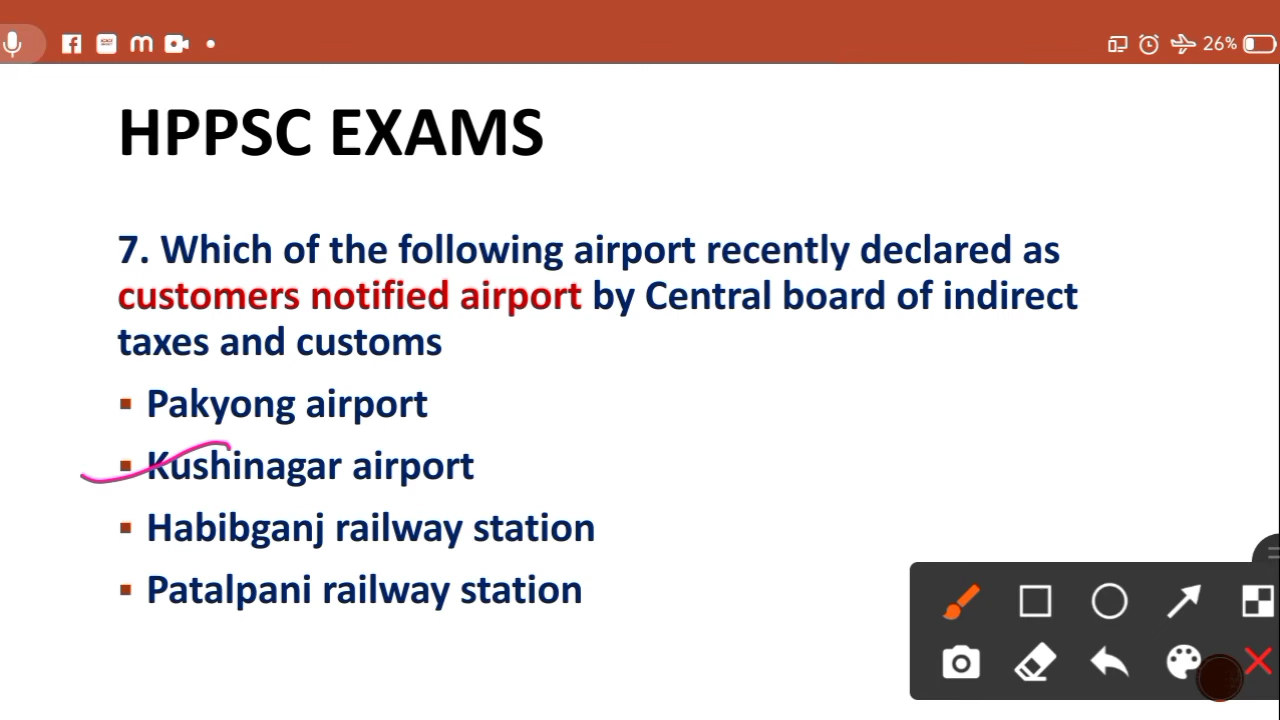 26%
HPPSC EXAMS
7. Which of the following airport recently declared as
customers notified airport by Central board of indirect
taxes and customs
▪ Pakyong airport
▪ Kushinagar airport
▪ Habibganj railway station
▪ Patalpani railway station